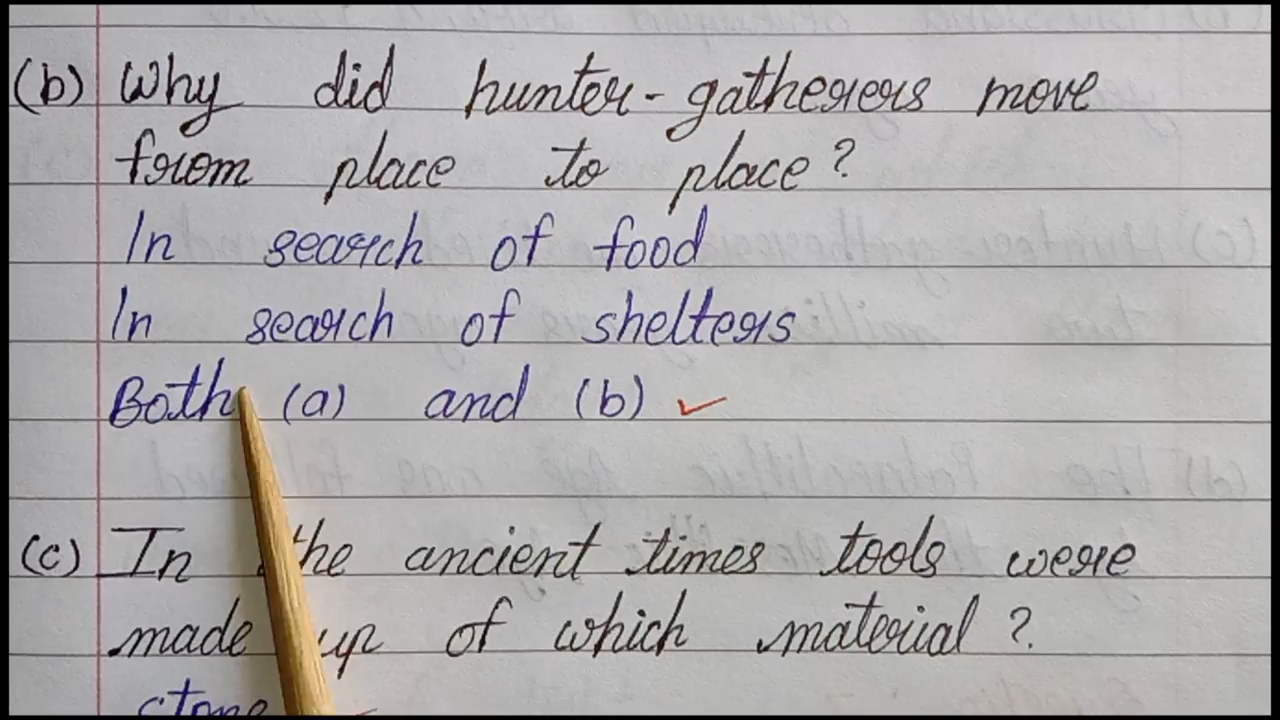 (b) Why did hunter-gatherers move
from place to place?
In search of food
In search of shelters
Both (a) and (b) ✓
(c) In the ancient times tools were
made up of which material?
stone